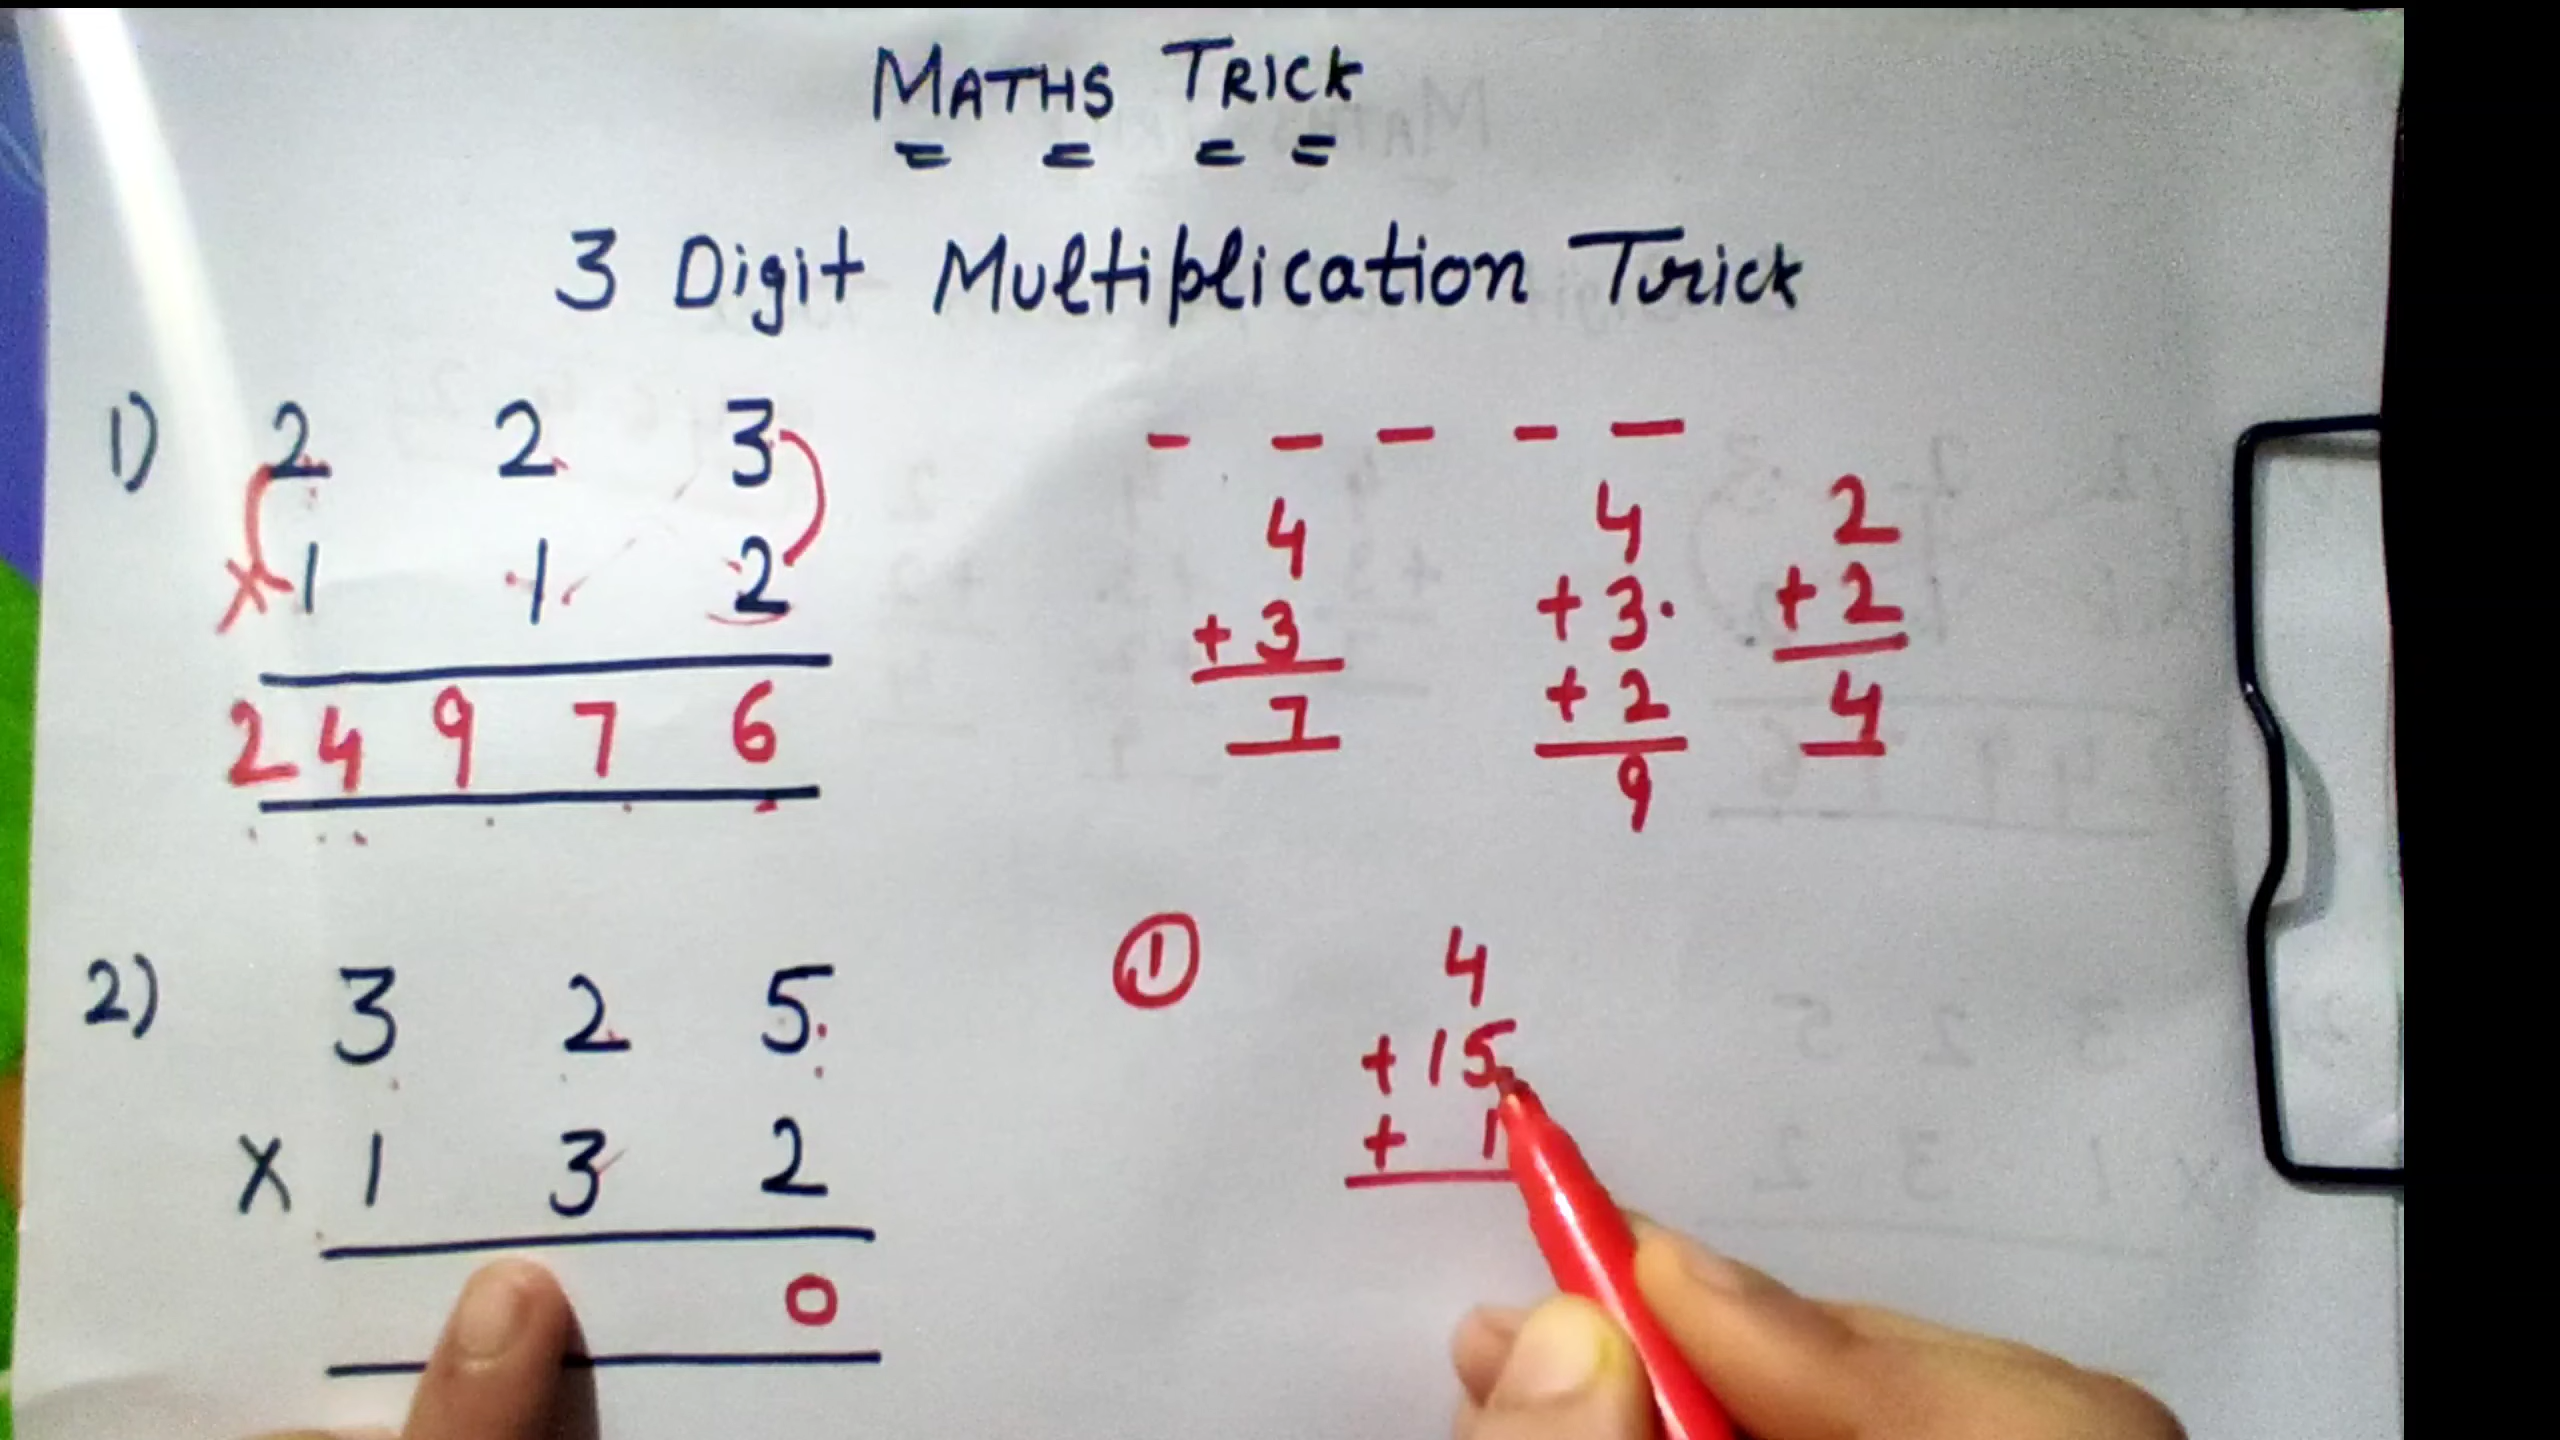 MATHS TRICK
3 Digit Multiplication Trick
1) 2 2 3
x 1 1 2
2 4 9 7 6
_ _ _ _ _
4
+ 3
7
4
+ 3
+ 2
9
2
+ 2
4
2) 3 2 5
x 1 3 2
0
1
4
+ 15
+ 1